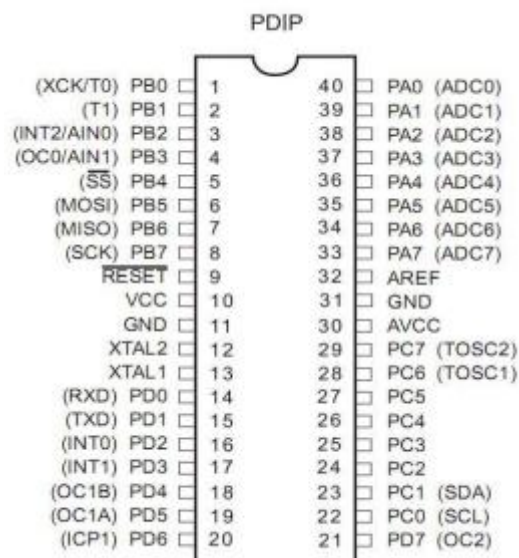 PDIP
(XCK/T0) PB0 1 40 PA0 (ADC0)
(T1) PB1 2 39 PA1 (ADC1)
(INT2/AIN0) PB2 3 38 PA2 (ADC2)
(OC0/AIN1) PB3 4 37 PA3 (ADC3)
(SS) PB4 5 36 PA4 (ADC4)
(MOSI) PB5 6 35 PA5 (ADC5)
(MISO) PB6 7 34 PA6 (ADC6)
(SCK) PB7 8 33 PA7 (ADC7)
RESET 9 32 AREF
VCC 10 31 GND
GND 11 30 AVCC
XTAL2 12 29 PC7 (TOSC2)
XTAL1 13 28 PC6 (TOSC1)
(RXD) PD0 14 27 PC5
(TXD) PD1 15 26 PC4
(INT0) PD2 16 25 PC3
(INT1) PD3 17 24 PC2
(OC1B) PD4 18 23 PC1 (SDA)
(OC1A) PD5 19 22 PC0 (SCL)
(ICP1) PD6 20 21 PD7 (OC2)